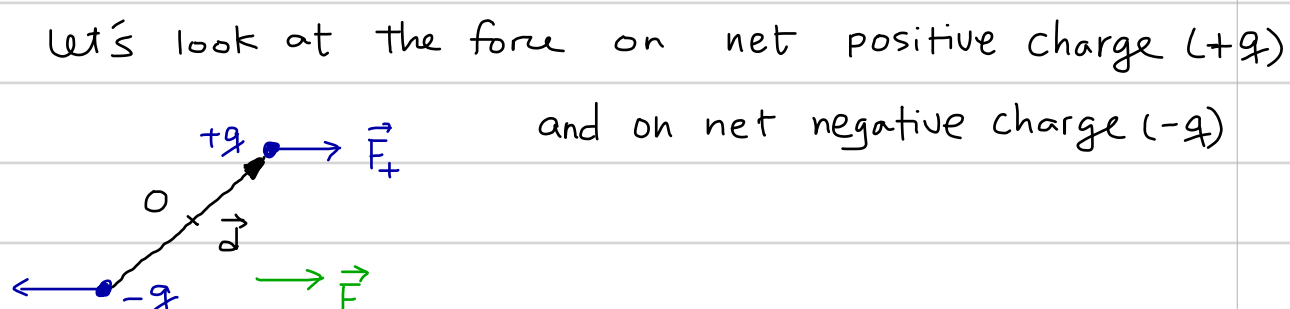 let's look at the force on net positive charge (+q)
and on net negative charge (-q)
+q
F⃗₊
O
d⃗
-q
F⃗